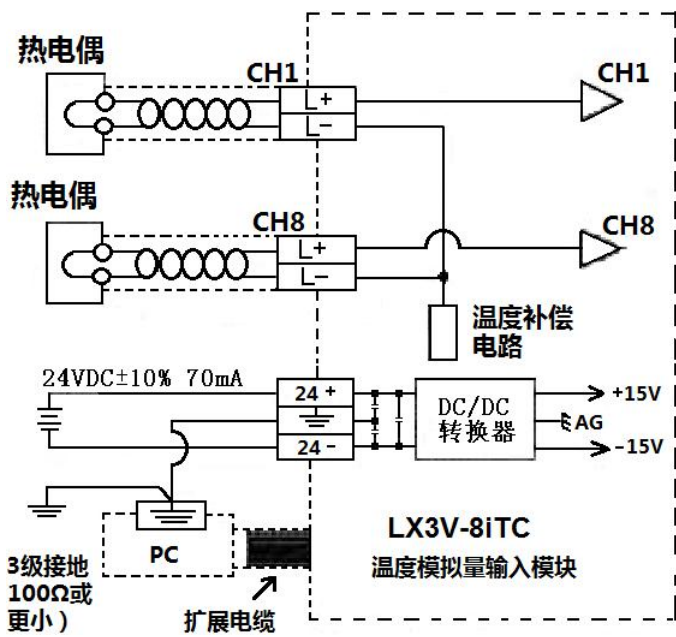 热电偶
CH1
L+
L-
CH1
热电偶
CH8
L+
L-
CH8
温度补偿
电路
24VDC±10% 70mA
24+
24-
DC/DC
转换器
+15V
AG
-15V
PC
3级接地
100Ω或
更小）
扩展电缆
LX3V-8iTC
温度模拟量输入模块